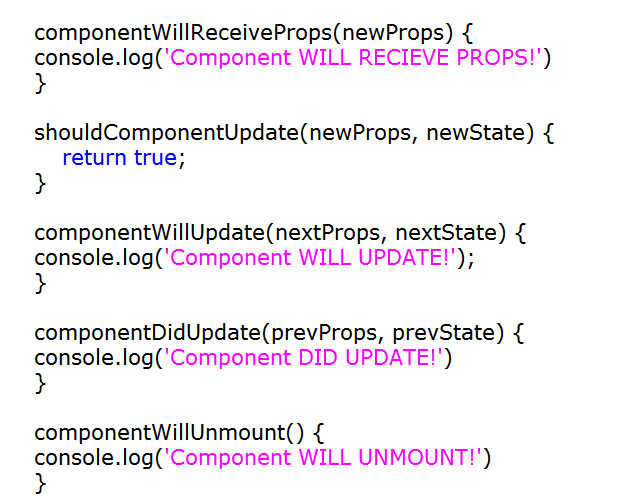 componentWillReceiveProps(newProps) {
console.log('Component WILL RECIEVE PROPS!')
}
shouldComponentUpdate(newProps, newState) {
return true;
}
componentWillUpdate(nextProps, nextState) {
console.log('Component WILL UPDATE!');
}
componentDidUpdate(prevProps, prevState) {
console.log('Component DID UPDATE!')
}
componentWillUnmount() {
console.log('Component WILL UNMOUNT!')
}